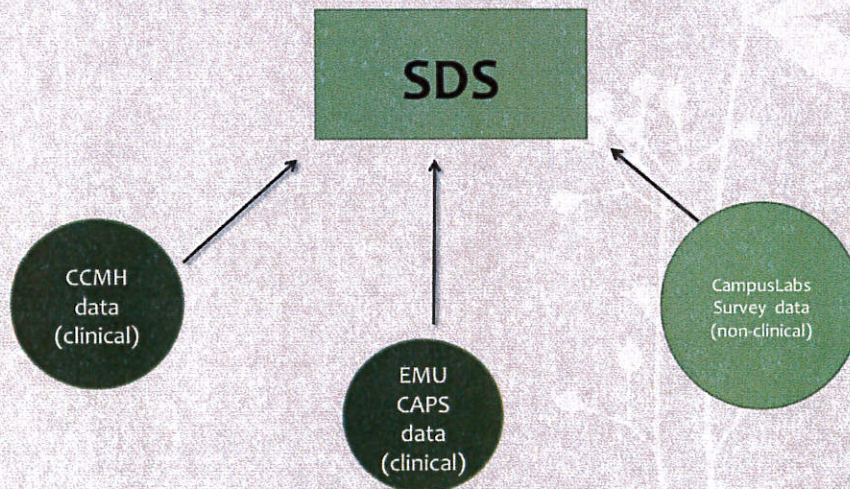 SDS
CCMH
data
(clinical)
EMU
CAPS
data
(clinical)
CampusLabs
Survey data
(non-clinical)